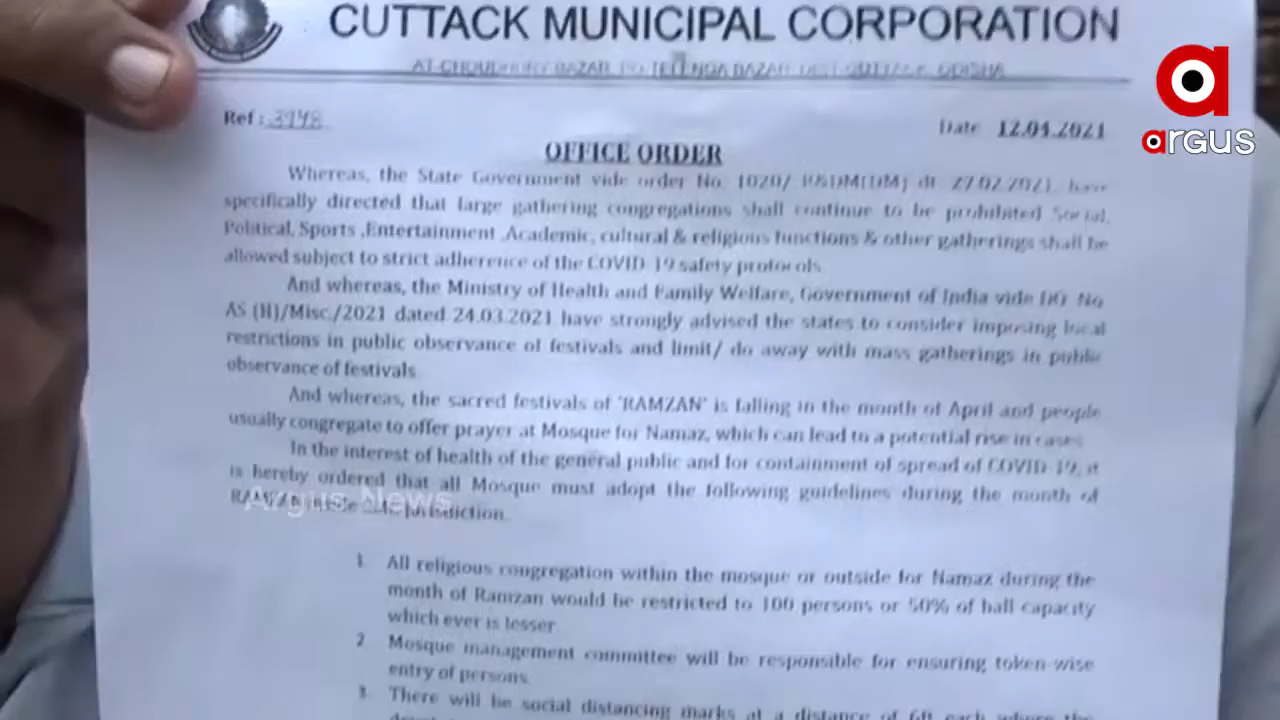 CUTTACK MUNICIPAL CORPORATION
AT-CHOUDHURY BAZAR, PO-TELENGA BAZAR, DIST-CUTTACK, ODISHA
argus
Ref : 3948
Date 12.04.2021
OFFICE ORDER
Whereas, the State Government vide order No. 1020/ R&DM(DM) dt. 27.02.2021, have
specifically directed that large gathering congregations shall continue to be prohibited Social,
Political, Sports ,Entertainment ,Academic, cultural & religious functions & other gatherings shall be
allowed subject to strict adherence of the COVID-19 safety protocols.
And whereas, the Ministry of Health and Family Welfare, Government of India vide DO No
AS (H)/Misc./2021 dated 24.03.2021 have strongly advised the states to consider imposing local
restrictions in public observance of festivals and limit/ do away with mass gatherings in public
observance of festivals.
And whereas, the sacred festivals of 'RAMZAN' is falling in the month of April and people
usually congregate to offer prayer at Mosque for Namaz, which can lead to a potential rise in cases.
In the interest of health of the general public and for containment of spread of COVID-19, it
is hereby ordered that all Mosque must adopt the following guidelines during the month of
RAMZAN jurisdiction.
Argus News
1 All religious congregation within the mosque or outside for Namaz during the
month of Ramzan would be restricted to 100 persons or 50% of hall capacity
which ever is lesser.
2 Mosque management committee will be responsible for ensuring token-wise
entry of persons.
3. There will be social distancing marks at a distance of 6ft each where the